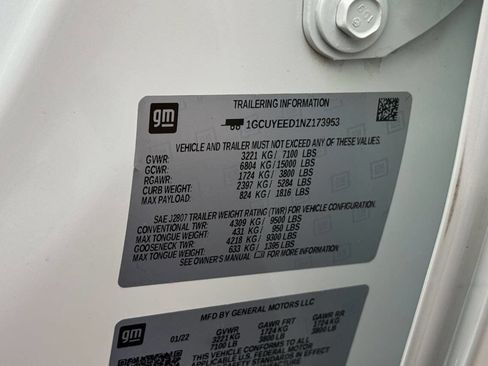 gm
TRAILERING INFORMATION
1GCUYEED1NZ173953
VEHICLE AND TRAILER MUST NOT EXCEED ANY OF THESE VALUES.
GVWR: 3221 KG / 7100 LBS
GCWR: 6804 KG / 15000 LBS
RGAWR: 1724 KG / 3800 LBS
CURB WEIGHT: 2397 KG / 5284 LBS
MAX PAYLOAD: 824 KG / 1816 LBS
SAE J2807 TRAILER WEIGHT RATING (TWR) FOR VEHICLE CONFIGURATION.
CONVENTIONAL TWR: 4309 KG / 9500 LBS
MAX TONGUE WEIGHT: 431 KG / 950 LBS
GOOSENECK TWR: 4218 KG / 9300 LBS
MAX TONGUE WEIGHT: 633 KG / 1395 LBS
SEE OWNER'S MANUAL FOR MORE INFORMATION
gm
MFD BY GENERAL MOTORS LLC
01/22 GVWR GAWR FRT GAWR RR
3221 KG 1724 KG 1724 KG
7100 LB 3800 LB 3800 LB
THIS VEHICLE CONFORMS TO ALL